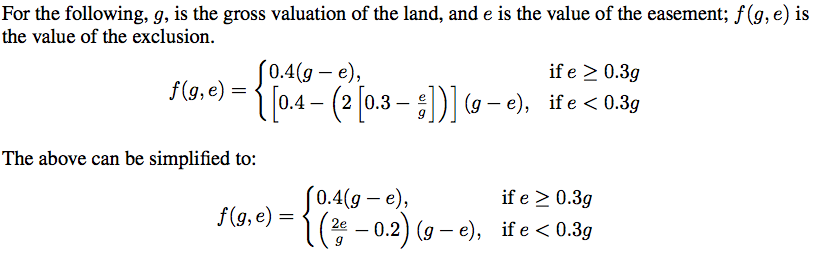 For the following, g, is the gross valuation of the land, and e is the value of the easement; f(g, e) is
the value of the exclusion.
f(g, e) = { 0.4(g − e), if e ≥ 0.3g
[0.4 − (2 [0.3 − e/g])] (g − e), if e < 0.3g
The above can be simplified to:
f(g, e) = { 0.4(g − e), if e ≥ 0.3g
(2e/g − 0.2) (g − e), if e < 0.3g